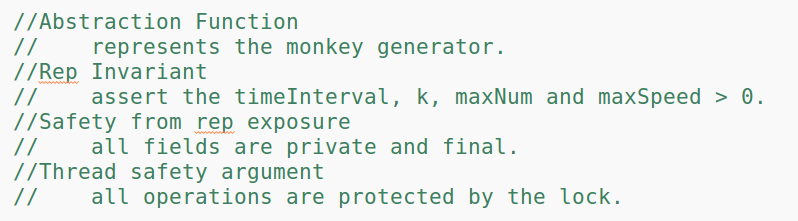 //Abstraction Function
//    represents the monkey generator.
//Rep Invariant
//    assert the timeInterval, k, maxNum and maxSpeed > 0.
//Safety from rep exposure
//    all fields are private and final.
//Thread safety argument
//    all operations are protected by the lock.